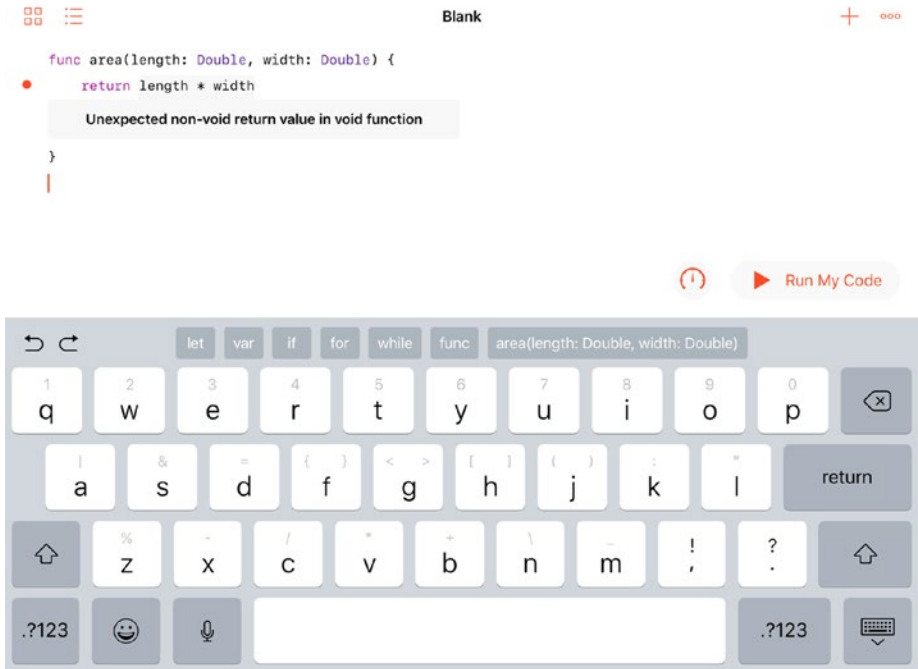 Blank
func area(length: Double, width: Double) {
return length * width
Unexpected non-void return value in void function
}
Run My Code
let var if for while func area(length: Double, width: Double)
1 2 3 4 5 6 7 8 9 0
q w e r t y u i o p
| & = { } < > [ ] ( ) : "
a s d f g h j k l return
% - / * + \ _ ! ?
z x c v b n m , .
.?123 .?123